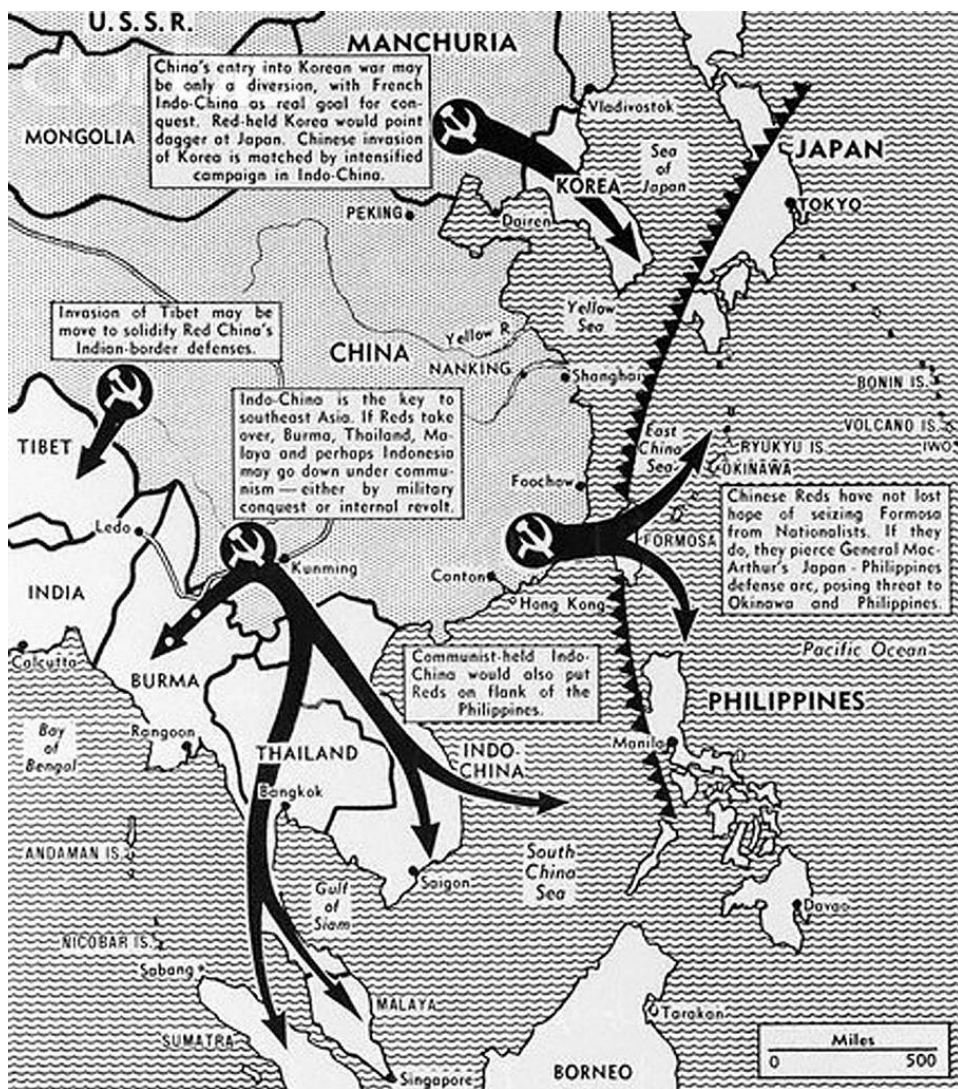 U.S.S.R.
MANCHURIA
China's entry into Korean war may
be only a diversion, with French
Indo-China as real goal for con-
quest. Red-held Korea would point
dagger at Japan. Chinese invasion
of Korea is matched by intensified
campaign in Indo-China.
MONGOLIA
Vladivostok
Sea
of
Japan
JAPAN
KOREA
TOKYO
PEKING
Dairen
Invasion of Tibet may be
move to solidify Red China's
Indian-border defenses.
Yellow
Sea
Yellow R.
CHINA
NANKING
Shanghai
BONIN IS.
Indo-China is the key to
southeast Asia. If Reds take
over, Burma, Thailand, Ma-
laya and perhaps Indonesia
may go down under commu-
nism — either by military
conquest or internal revolt.
TIBET
VOLCANO IS.
IWO
East
China
Sea
RYUKYU IS.
OKINAWA
Foochow
Chinese Reds have not lost
hope of seizing Formosa
from Nationalists. If they
do, they pierce General Mac-
Arthur's Japan - Philippines
defense arc, posing threat to
Okinawa and Philippines.
Ledo
FORMOSA
Kunming
Canton
INDIA
Hong Kong
Calcutta
Communist-held Indo-
China would also put
Reds on flank of the
Philippines.
Pacific Ocean
BURMA
PHILIPPINES
Bay
of
Bengal
Rangoon
THAILAND
INDO
CHINA
Manila
Bangkok
ANDAMAN IS.
South
China
Sea
Saigon
Gulf
of
Siam
Davao
NICOBAR IS.
Sabang
MALAYA
Tarakan
SUMATRA
Miles
0 500
BORNEO
Singapore